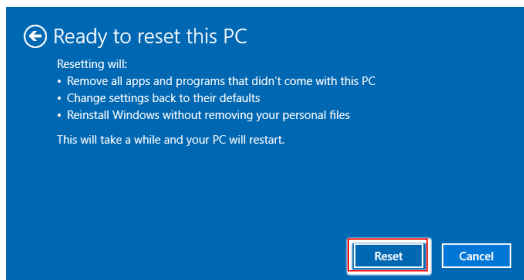 Ready to reset this PC
Resetting will:
• Remove all apps and programs that didn't come with this PC
• Change settings back to their defaults
• Reinstall Windows without removing your personal files
This will take a while and your PC will restart.
Reset Cancel